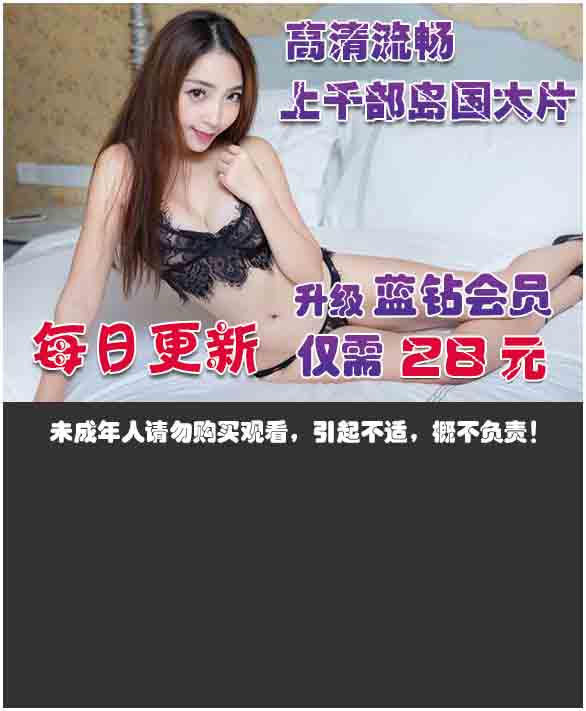 高清流畅
上千部岛国大片
升级 蓝钻会员
每日更新 仅需 28 元
未成年人请勿购买观看，引起不适，概不负责！